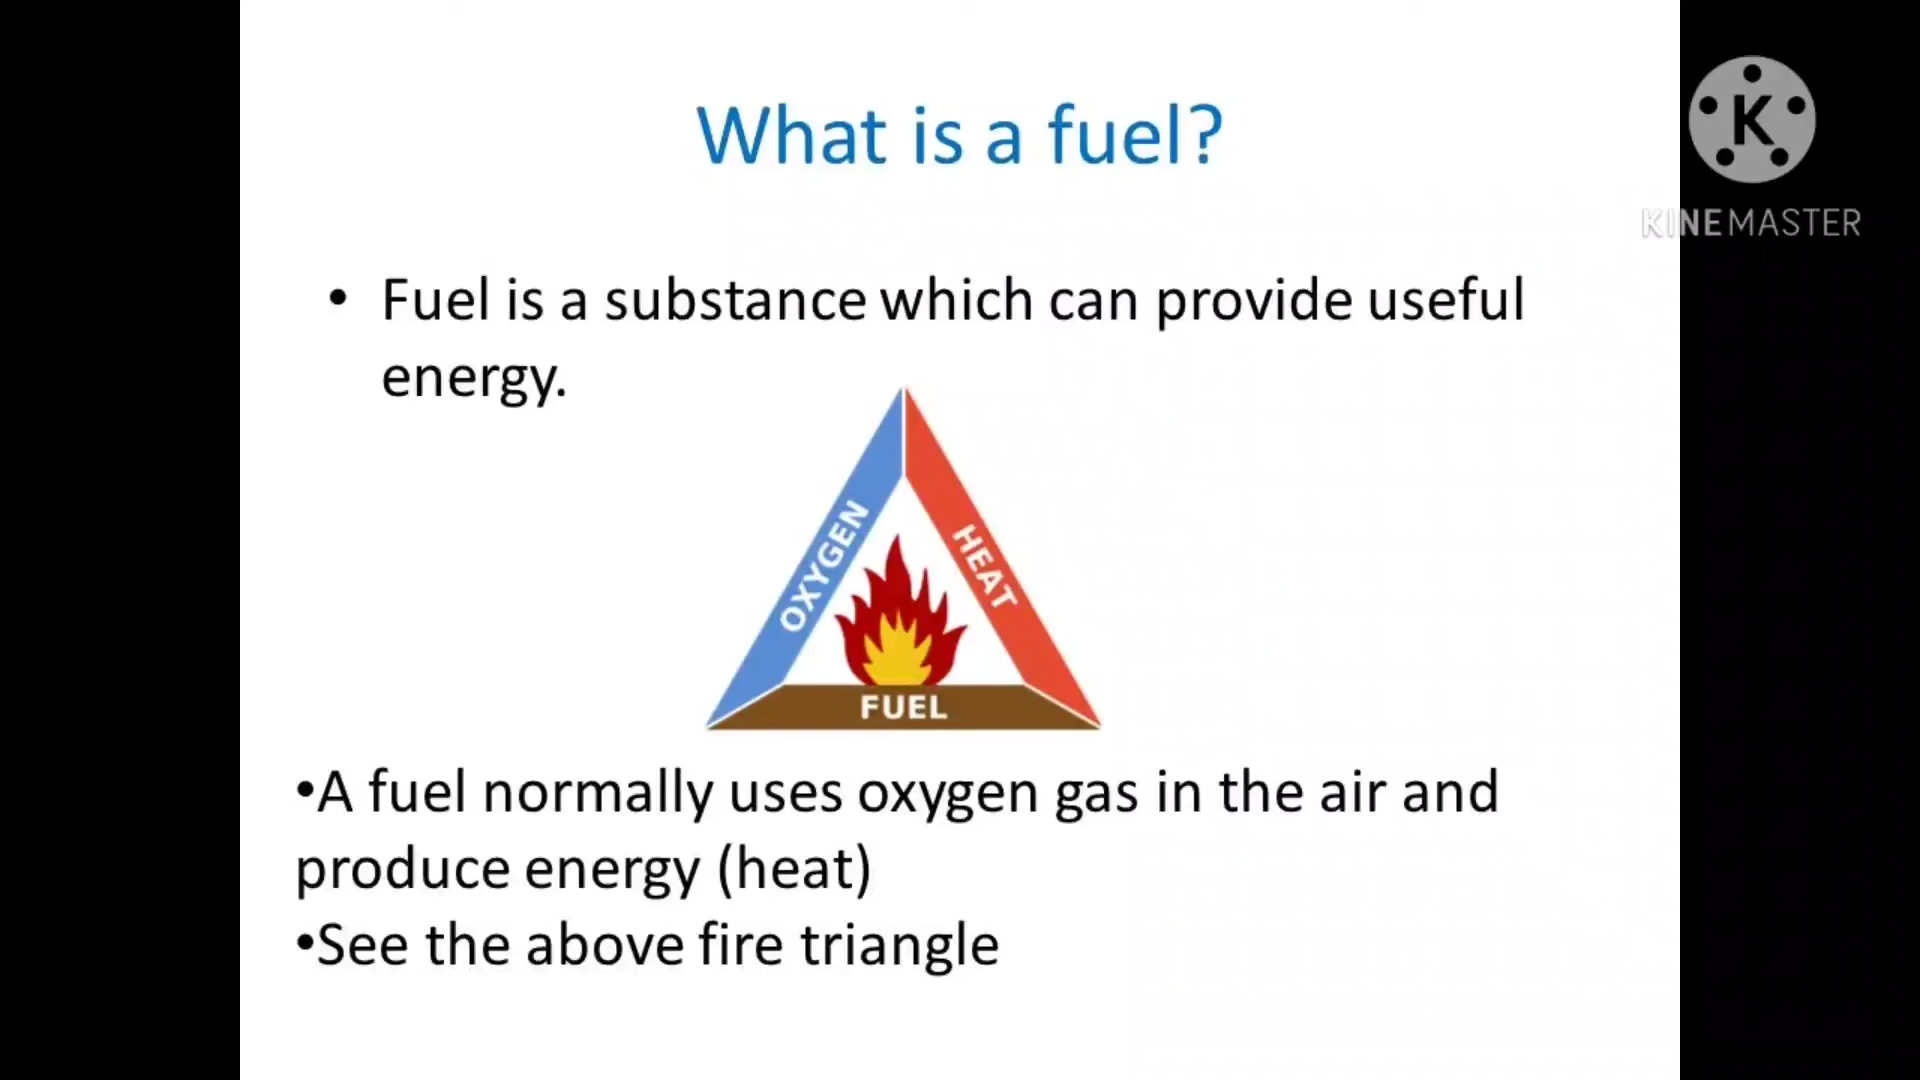 What is a fuel?
• Fuel is a substance which can provide useful
energy.
OXYGEN
HEAT
FUEL
•A fuel normally uses oxygen gas in the air and
produce energy (heat)
•See the above fire triangle
K
KINEMASTER